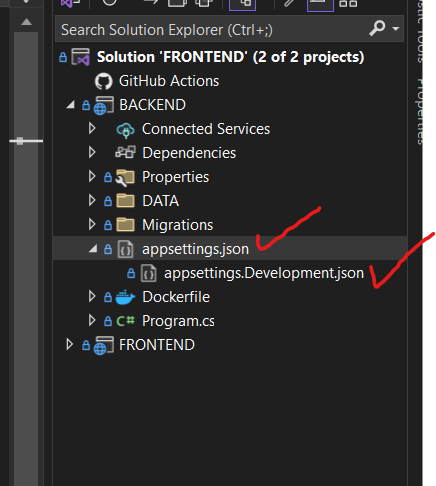 Search Solution Explorer (Ctrl+;)
Solution 'FRONTEND' (2 of 2 projects)
GitHub Actions
BACKEND
Connected Services
Dependencies
Properties
DATA
Migrations
appsettings.json
appsettings.Development.json
Dockerfile
C# Program.cs
FRONTEND
Tools
Properties